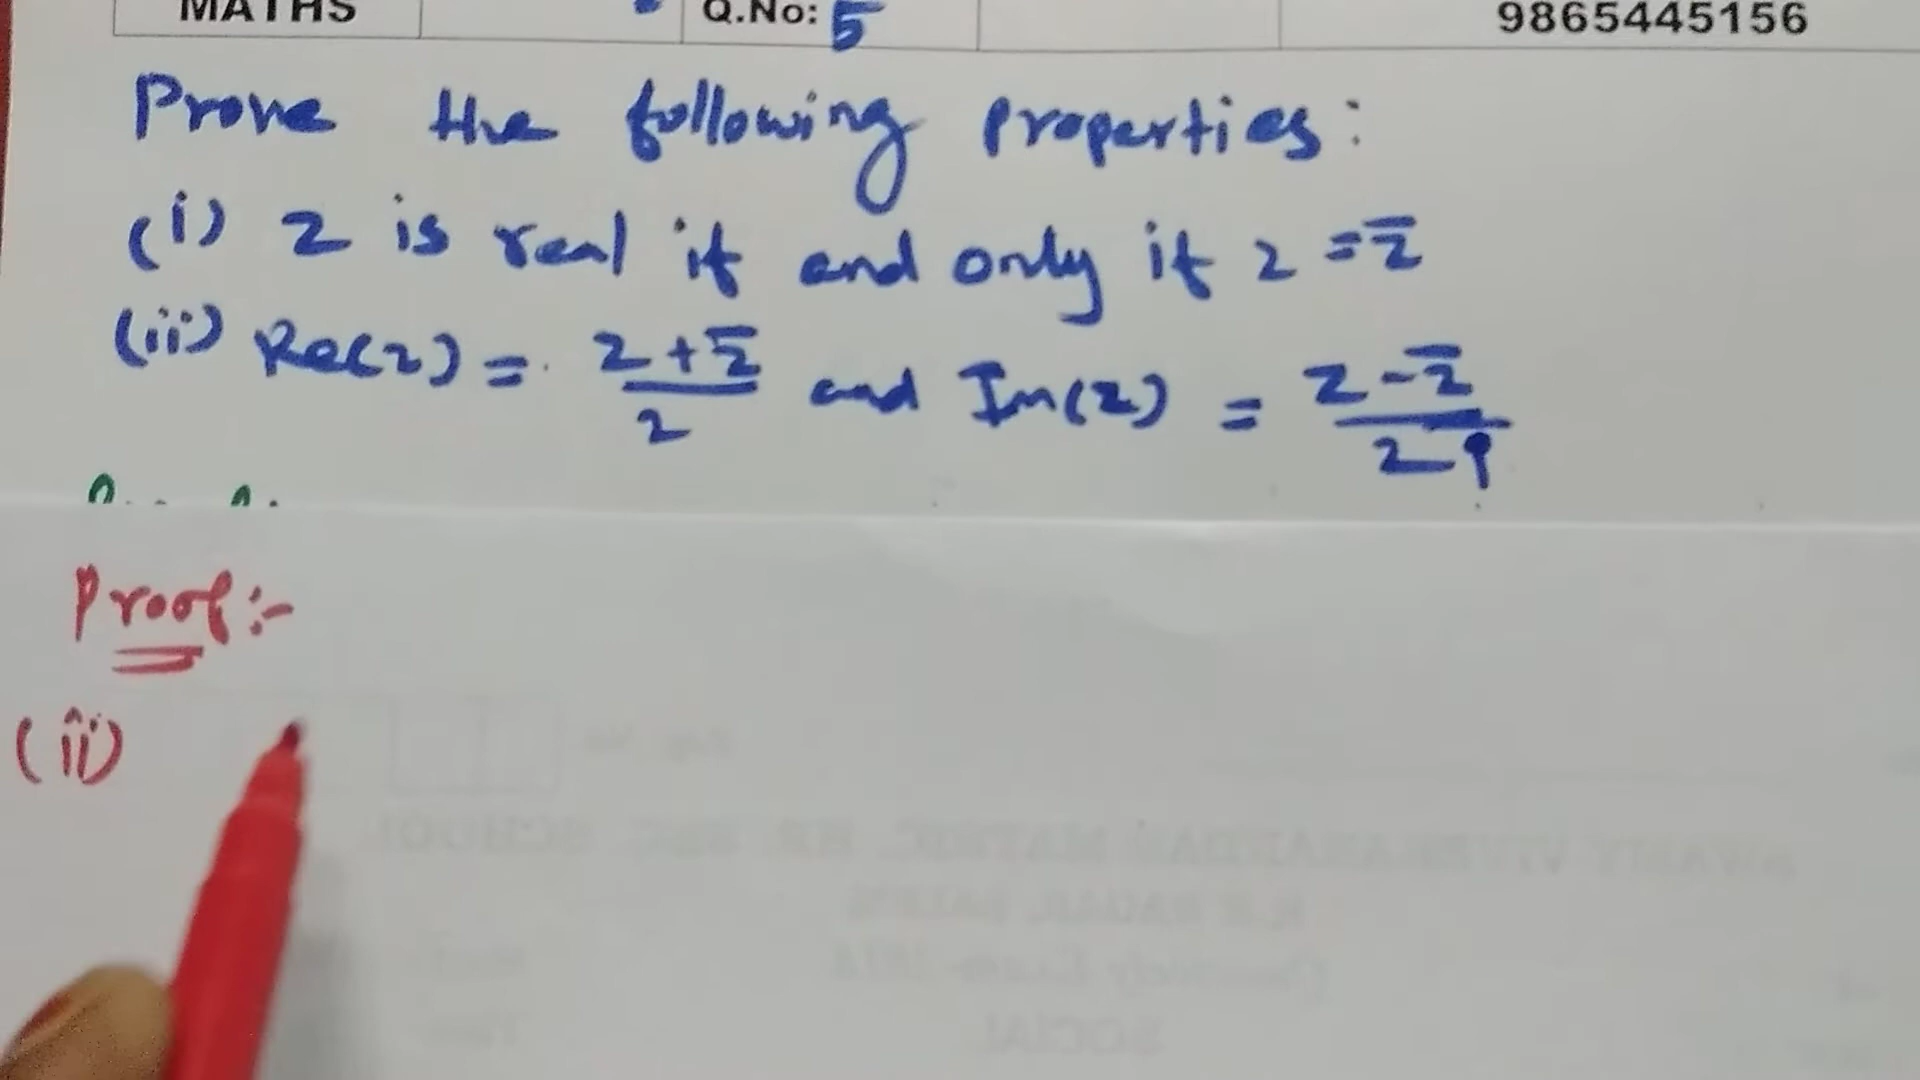 MATHS Q.No: 5 9865445156
Prove the following properties:
(i) z is real if and only if z = z̅
(ii) Re(z) = z + z̅ / 2 and Im(z) = z - z̅ / 2i
Proof:-
(ii)